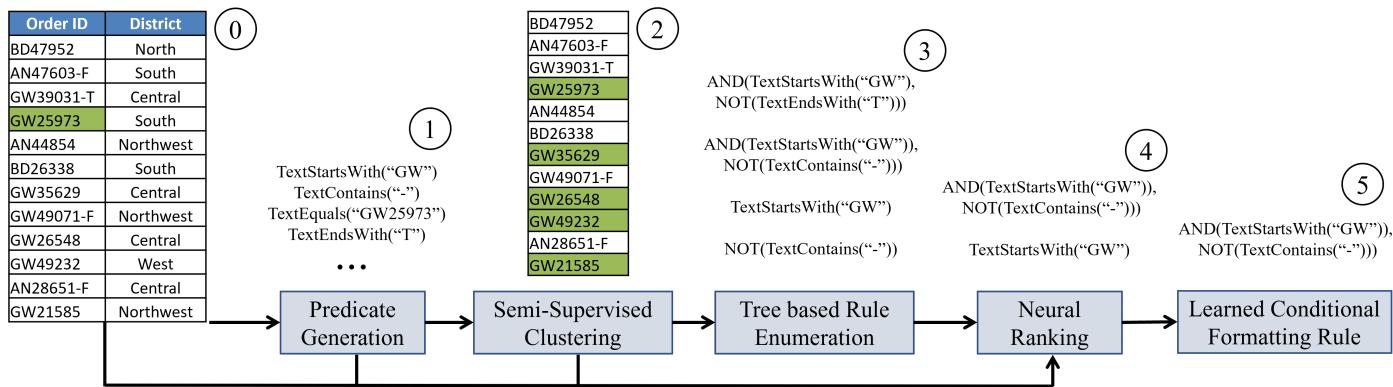 Order ID District
BD47952 North
AN47603-F South
GW39031-T Central
GW25973 South
AN44854 Northwest
BD26338 South
GW35629 Central
GW49071-F Northwest
GW26548 Central
GW49232 West
AN28651-F Central
GW21585 Northwest
0
1
TextStartsWith(“GW”)
TextContains(“-”)
TextEquals(“GW25973”)
TextEndsWith(“T”)
•••
Predicate
Generation
2
BD47952
AN47603-F
GW39031-T
GW25973
AN44854
BD26338
GW35629
GW49071-F
GW26548
GW49232
AN28651-F
GW21585
Semi-Supervised
Clustering
3
AND(TextStartsWith(“GW”),
NOT(TextEndsWith(“T”)))
AND(TextStartsWith(“GW”)),
NOT(TextContains(“-”)))
TextStartsWith(“GW”)
NOT(TextContains(“-”))
Tree based Rule
Enumeration
4
AND(TextStartsWith(“GW”)),
NOT(TextContains(“-”)))
TextStartsWith(“GW”)
Neural
Ranking
5
AND(TextStartsWith(“GW”)),
NOT(TextContains(“-”)))
Learned Conditional
Formatting Rule